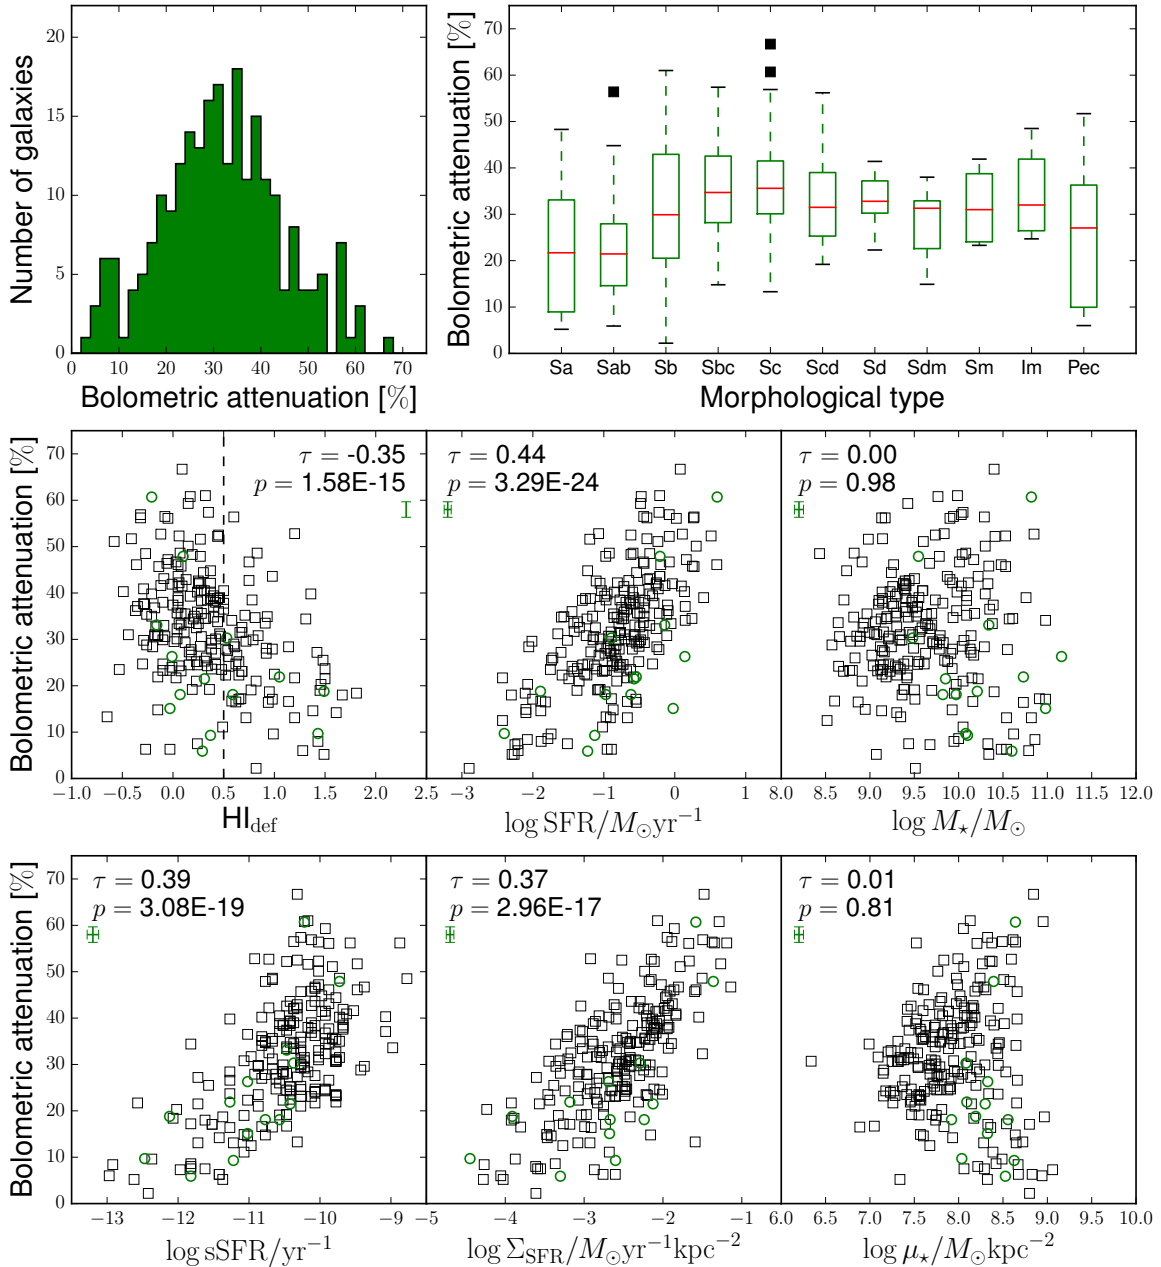 Number of galaxies
20
15
10
5
0
0 10 20 30 40 50 60 70
Bolometric attenuation [%]
Bolometric attenuation [%]
70
60
50
40
30
20
10
0
Sa Sab Sb Sbc Sc Scd Sd Sdm Sm Im Pec
Morphological type
Bolometric attenuation [%]
70
60
50
40
30
20
10
0
τ = -0.35
p = 1.58E-15
−1.0 −0.5 0.0 0.5 1.0 1.5 2.0 2.5
HI_def
τ = 0.44
p = 3.29E-24
−3 −2 −1 0 1
log SFR/M_⊙yr⁻¹
τ = 0.00
p = 0.98
8.0 8.5 9.0 9.5 10.0 10.5 11.0 11.5 12.0
log M_⋆/M_⊙
Bolometric attenuation [%]
70
60
50
40
30
20
10
0
τ = 0.39
p = 3.08E-19
−13 −12 −11 −10 −9 −8
log sSFR/yr⁻¹
τ = 0.37
p = 2.96E-17
−5 −4 −3 −2 −1
log Σ_SFR/M_⊙yr⁻¹kpc⁻²
τ = 0.01
p = 0.81
6.0 6.5 7.0 7.5 8.0 8.5 9.0 9.5 10.0
log μ_⋆/M_⊙kpc⁻²